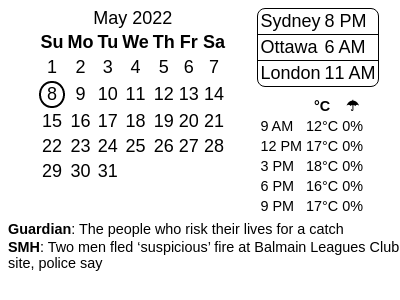 May 2022
Su Mo Tu We Th Fr Sa
1 2 3 4 5 6 7
8 9 10 11 12 13 14
15 16 17 18 19 20 21
22 23 24 25 26 27 28
29 30 31
Sydney 8 PM
Ottawa 6 AM
London 11 AM
°C ☂
9 AM 12°C 0%
12 PM 17°C 0%
3 PM 18°C 0%
6 PM 16°C 0%
9 PM 17°C 0%
Guardian: The people who risk their lives for a catch
SMH: Two men fled ‘suspicious’ fire at Balmain Leagues Club
site, police say